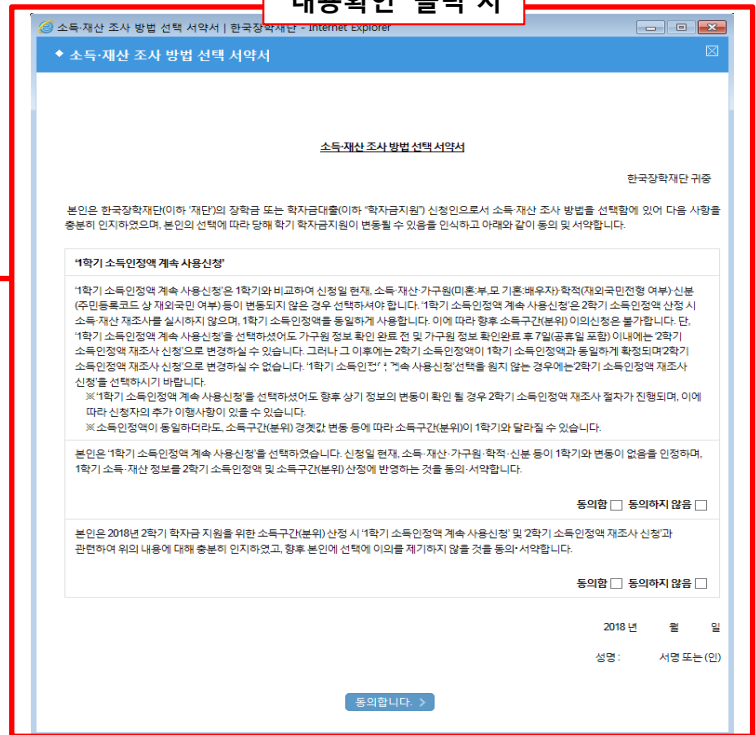 내용확인 클릭 시
소득·재산 조사 방법 선택 서약서 | 한국장학재단 - Internet Explorer
소득·재산 조사 방법 선택 서약서
소득·재산 조사 방법 선택 서약서
한국장학재단 귀중
본인은 한국장학재단(이하 '재단')의 장학금 또는 학자금대출(이하 "학자금지원") 신청인으로서 소득·재산 조사 방법을 선택함에 있어 다음 사항을
충분히 인지하였으며, 본인의 선택에 따라 당해 학기 학자금지원이 변동될 수 있음을 인식하고 아래와 같이 동의 및 서약합니다.
'1학기 소득인정액 계속 사용신청'
'1학기 소득인정액 계속 사용신청'은 1학기와 비교하여 신청일 현재, 소득·재산·가구원(미혼:부,모 기혼:배우자)·학적(재외국민전형 여부)·신분
(주민등록코드 상 재외국민 여부) 등이 변동되지 않은 경우 선택하셔야 합니다. '1학기 소득인정액 계속 사용신청'은 2학기 소득인정액 산정 시
소득·재산 재조사를 실시하지 않으며, 1학기 소득인정액을 동일하게 사용합니다. 이에 따라 향후 소득구간(분위) 이의신청은 불가합니다. 단,
'1학기 소득인정액 계속 사용신청'을 선택하셨어도 가구원 정보 확인 완료 전 및 가구원 정보 확인완료 후 7일(공휴일 포함) 이내에는 '2학기
소득인정액 재조사 신청'으로 변경하실 수 있습니다. 그러나 그 이후에는 2학기 소득인정액이 1학기 소득인정액과 동일하게 확정되며'2학기
소득인정액 재조사 신청'으로 변경하실 수 없습니다. '1학기 소득인정액 계속 사용신청'선택을 원지 않는 경우에는'2학기 소득인정액 재조사
신청'을 선택하시기 바랍니다.
※ '1학기 소득인정액 계속 사용신청'을 선택하셨어도 향후 상기 정보의 변동이 확인 될 경우 2학기 소득인정액 재조사 절차가 진행되며, 이에
따라 신청자의 추가 이행사항이 있을 수 있습니다.
※ 소득인정액이 동일하더라도, 소득구간(분위) 경곗값 변동 등에 따라 소득구간(분위)이 1학기와 달라질 수 있습니다.
본인은 '1학기 소득인정액 계속 사용신청'을 선택하였습니다. 신청일 현재, 소득·재산·가구원·학적·신분 등이 1학기와 변동이 없음을 인정하며,
1학기 소득·재산 정보를 2학기 소득인정액 및 소득구간(분위) 산정에 반영하는 것을 동의·서약합니다.
동의함 □ 동의하지 않음 □
본인은 2018년 2학기 학자금 지원을 위한 소득구간(분위) 산정 시 '1학기 소득인정액 계속 사용신청' 및 '2학기 소득인정액 재조사 신청'과
관련하여 위의 내용에 대해 충분히 인지하였고, 향후 본인에 선택에 이의를 제기하지 않을 것을 동의·서약합니다.
동의함 □ 동의하지 않음 □
2018 년 월 일
성명 : 서명 또는 (인)
동의합니다. >